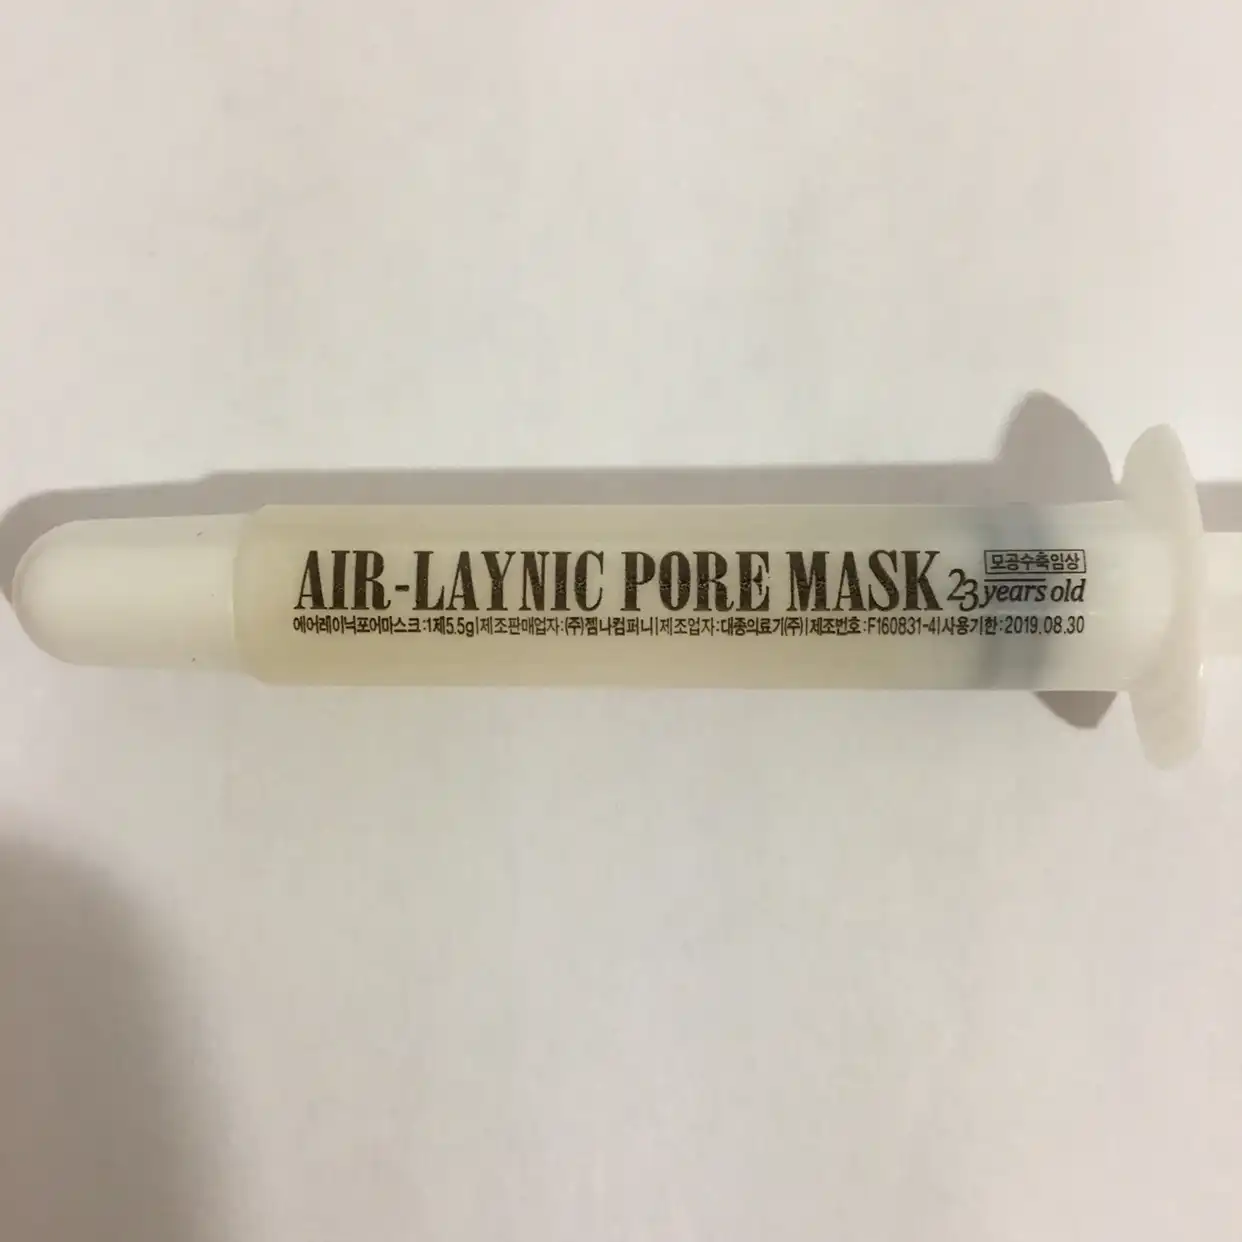 AIR-LAYNIC PORE MASK
모공수축임상
23 years old
에어레이닉포어마스크:1제5.5g|제조판매업자:(주)젬나컴퍼니|제조업자:대종의료기(주)|제조번호:F160831-4|사용기한:2019.08.30